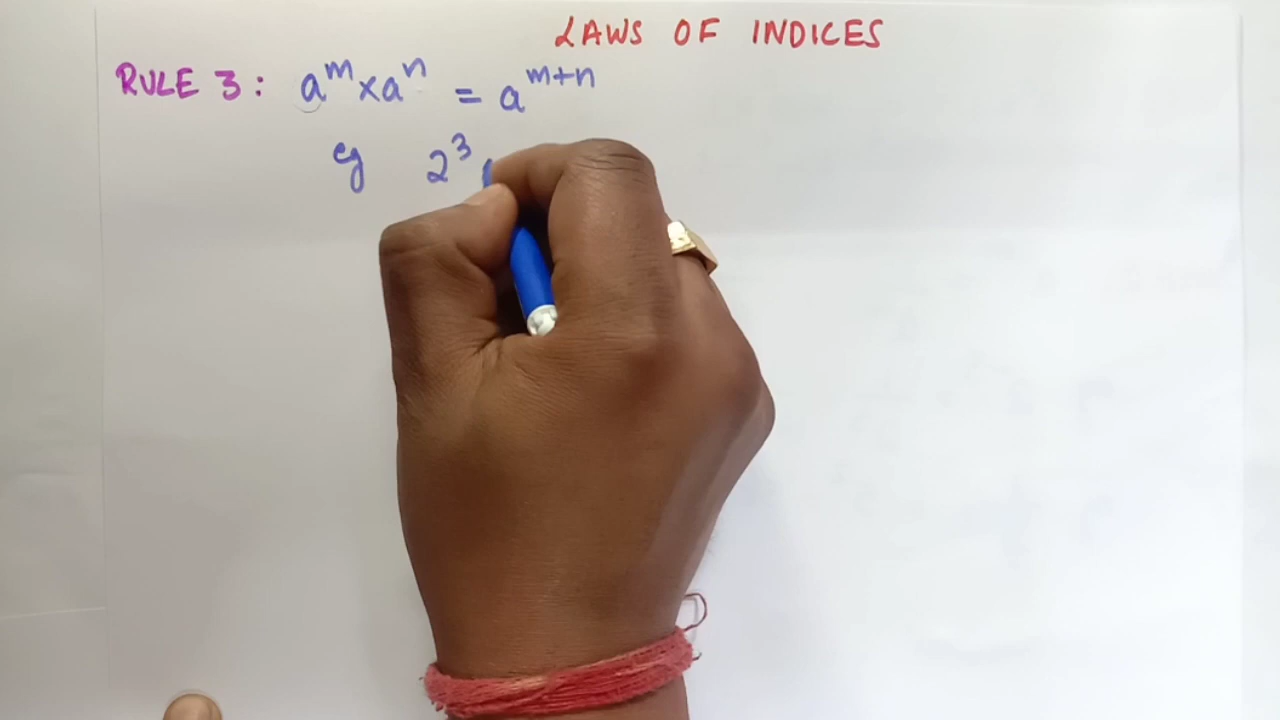 LAWS OF INDICES
RULE 3: a^m × a^n = a^{m+n}
eg 2^3